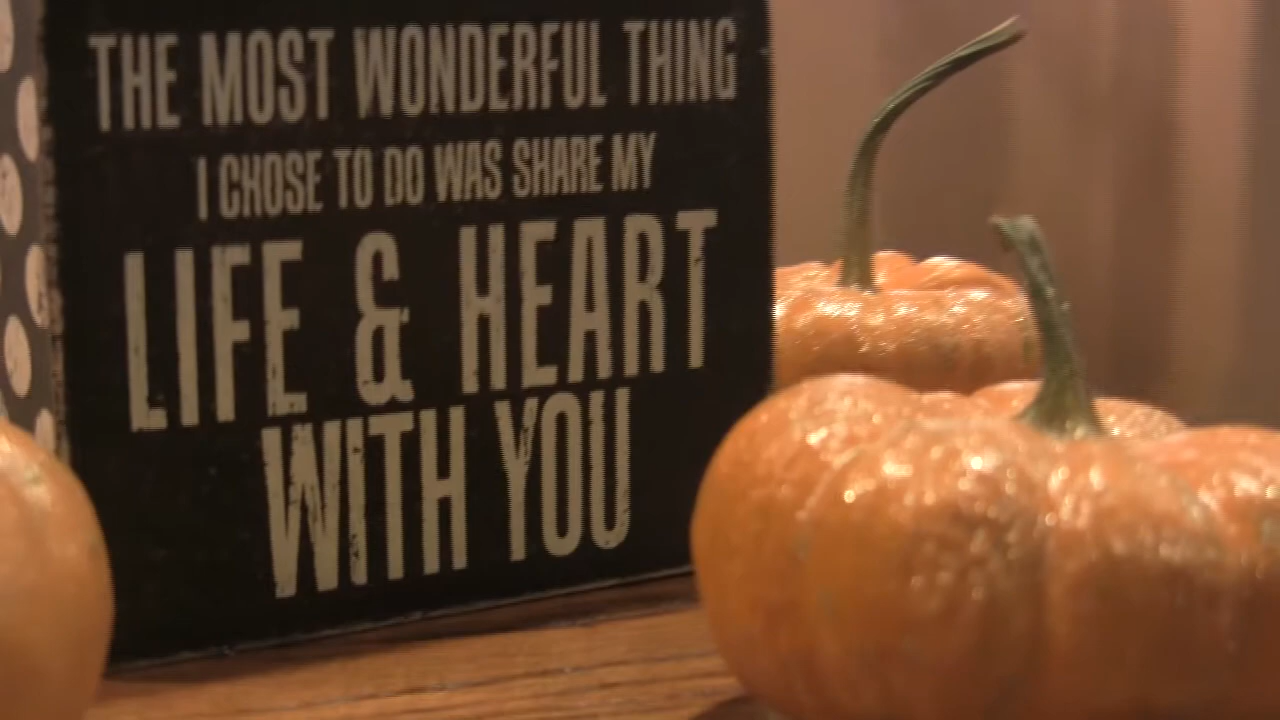 THE MOST WONDERFUL THING
I CHOSE TO DO WAS SHARE MY
LIFE & HEART
WITH YOU